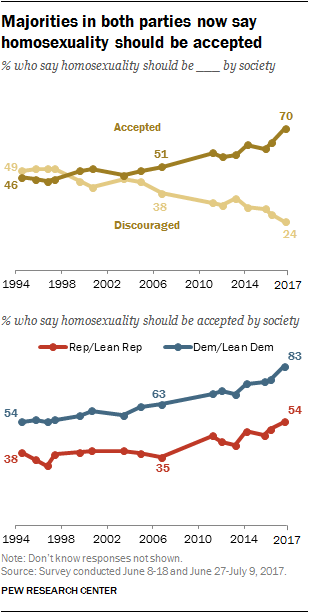 Majorities in both parties now say
homosexuality should be accepted
% who say homosexuality should be ___ by society
Accepted
70
49
51
46
38
Discouraged
24
1994 1998 2002 2006 2010 2014 2017
% who say homosexuality should be accepted by society
Rep/Lean Rep Dem/Lean Dem
83
54
63
54
38
35
1994 1998 2002 2006 2010 2014 2017
Note: Don't know responses not shown.
Source: Survey conducted June 8-18 and June 27-July 9, 2017.
PEW RESEARCH CENTER